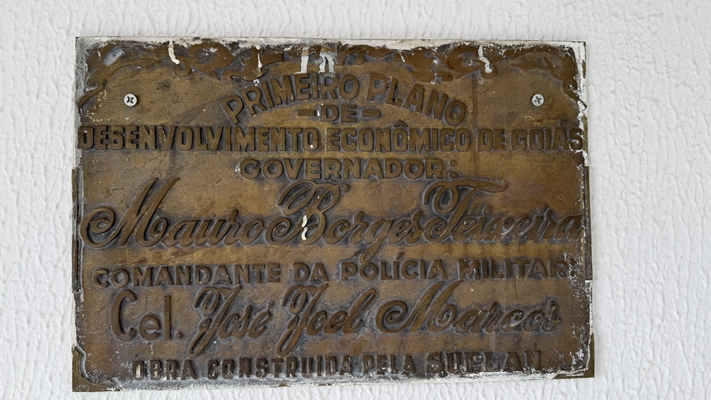 PRIMEIRO PLANO
-DE-
DESENVOLVIMENTO ECONÔMICO DE GOIÁS
GOVERNADOR:
Mauro Borges Teixeira
COMANDANTE DA POLÍCIA MILITAR:
Cel. José Joel Marcos
OBRA CONSTRUIDA PELA SUPLAN